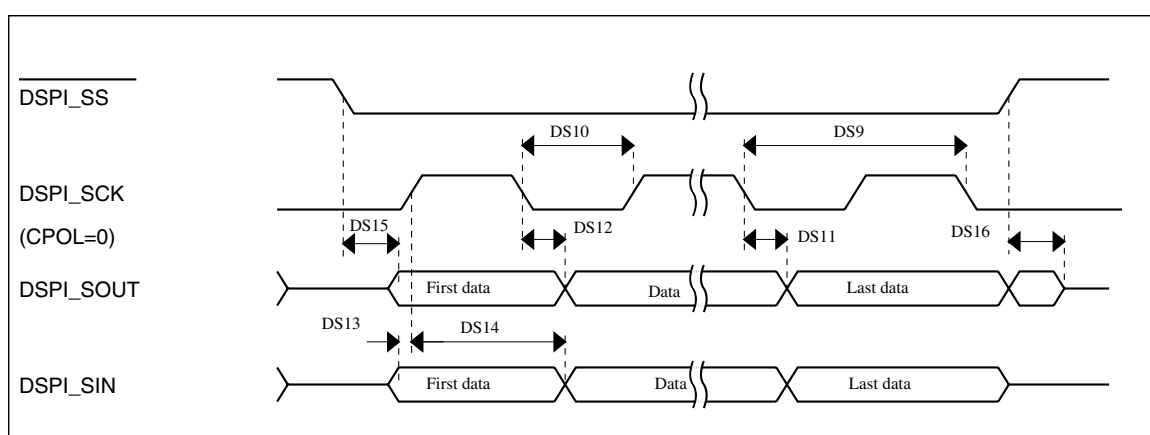 DSPI_SS
DS10
DS9
DSPI_SCK
(CPOL=0)
DS15
DS12
DS11
DS16
DSPI_SOUT
First data
Data
Last data
DS13
DS14
DSPI_SIN
First data
Data
Last data